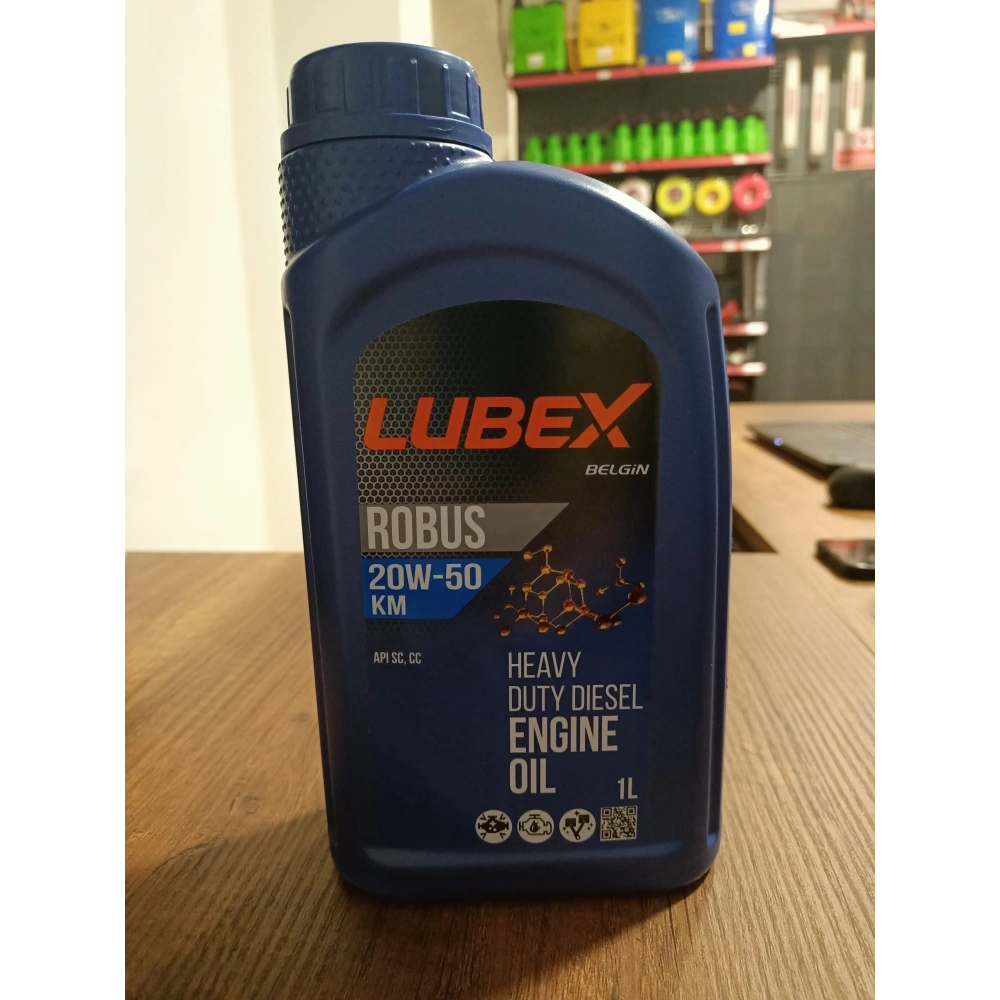 LUBEX
BELGiN
ROBUS
20W-50
KM
API SC, CC
HEAVY
DUTY DIESEL
ENGINE
OIL
1L